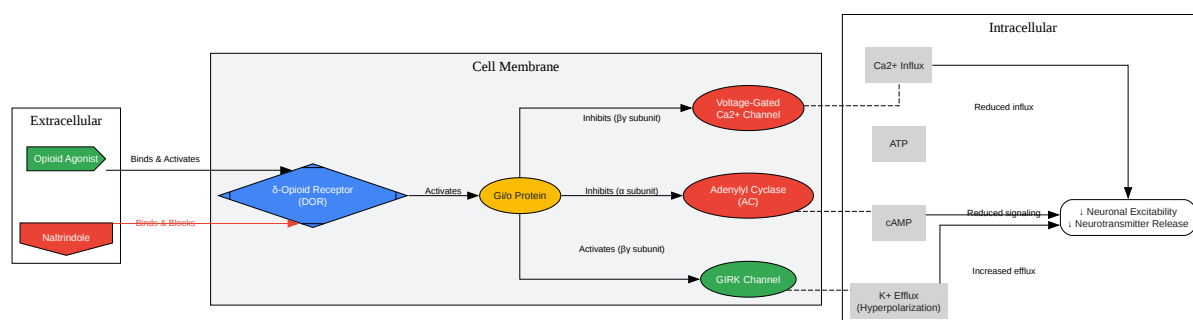 Extracellular
Opioid Agonist
Naltrindole
Binds & Activates
Binds & Blocks
Cell Membrane
δ-Opioid Receptor
(DOR)
Activates
Gi/o Protein
Inhibits (βγ subunit)
Inhibits (α subunit)
Activates (βγ subunit)
Voltage-Gated
Ca2+ Channel
Adenylyl Cyclase
(AC)
GIRK Channel
Intracellular
Ca2+ Influx
ATP
cAMP
K+ Efflux
(Hyperpolarization)
Reduced influx
Reduced signaling
Increased efflux
↓ Neuronal Excitability
↓ Neurotransmitter Release